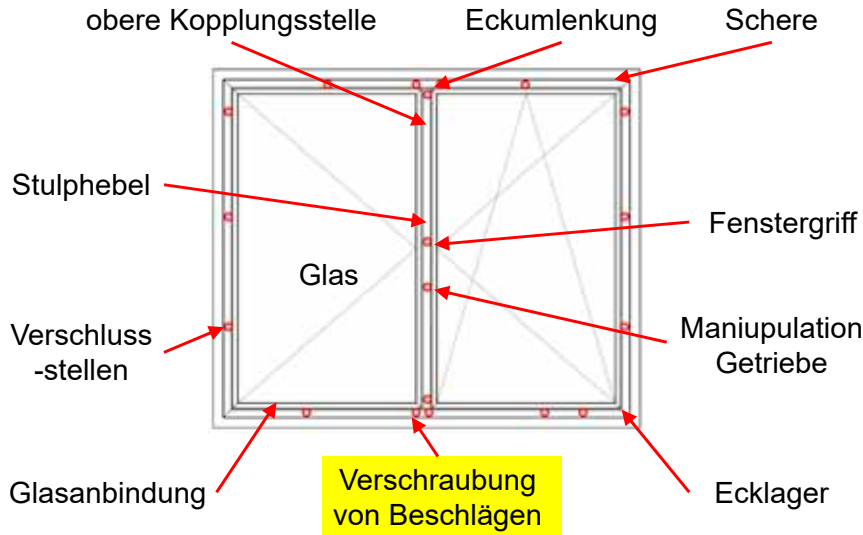 obere Kopplungsstelle
Eckumlenkung
Schere
Stulphebel
Fenstergriff
Glas
Verschluss
-stellen
Maniupulation
Getriebe
Glasanbindung
Verschraubung
von Beschlägen
Ecklager